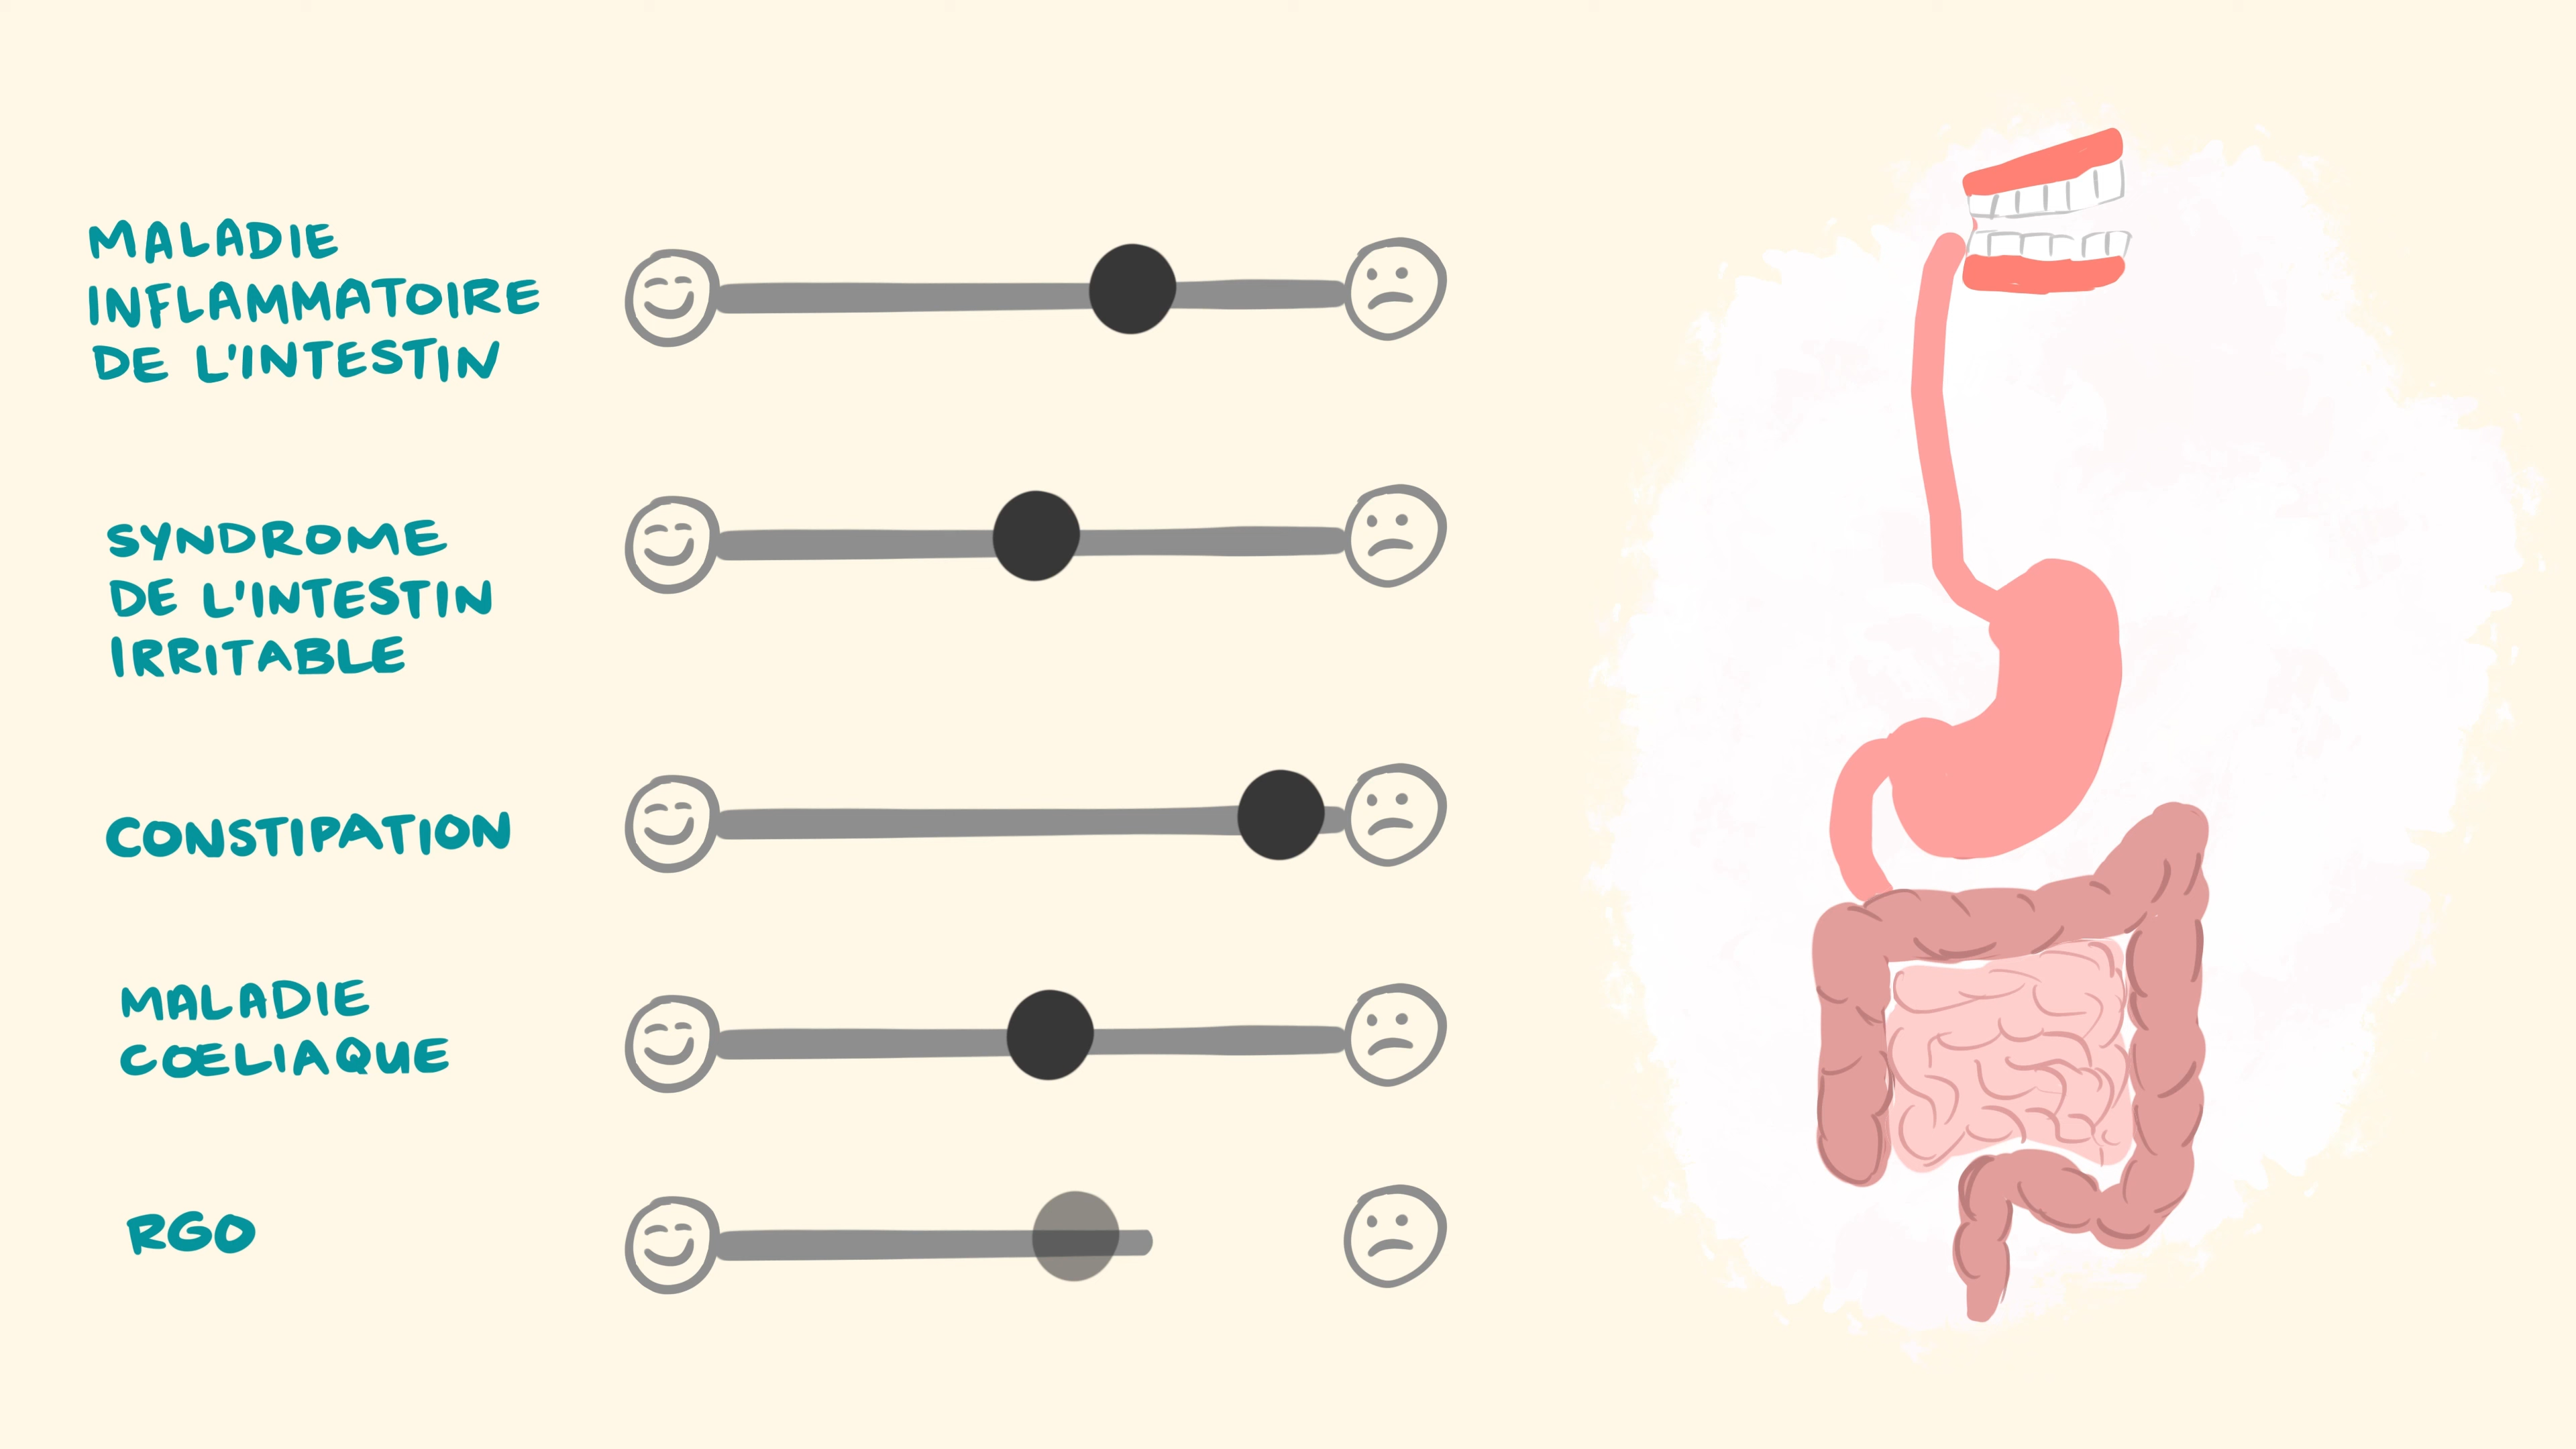 MALADIE
INFLAMMATOIRE
DE L'INTESTIN
SYNDROME
DE L'INTESTIN
IRRITABLE
CONSTIPATION
MALADIE
CŒLIAQUE
RGO